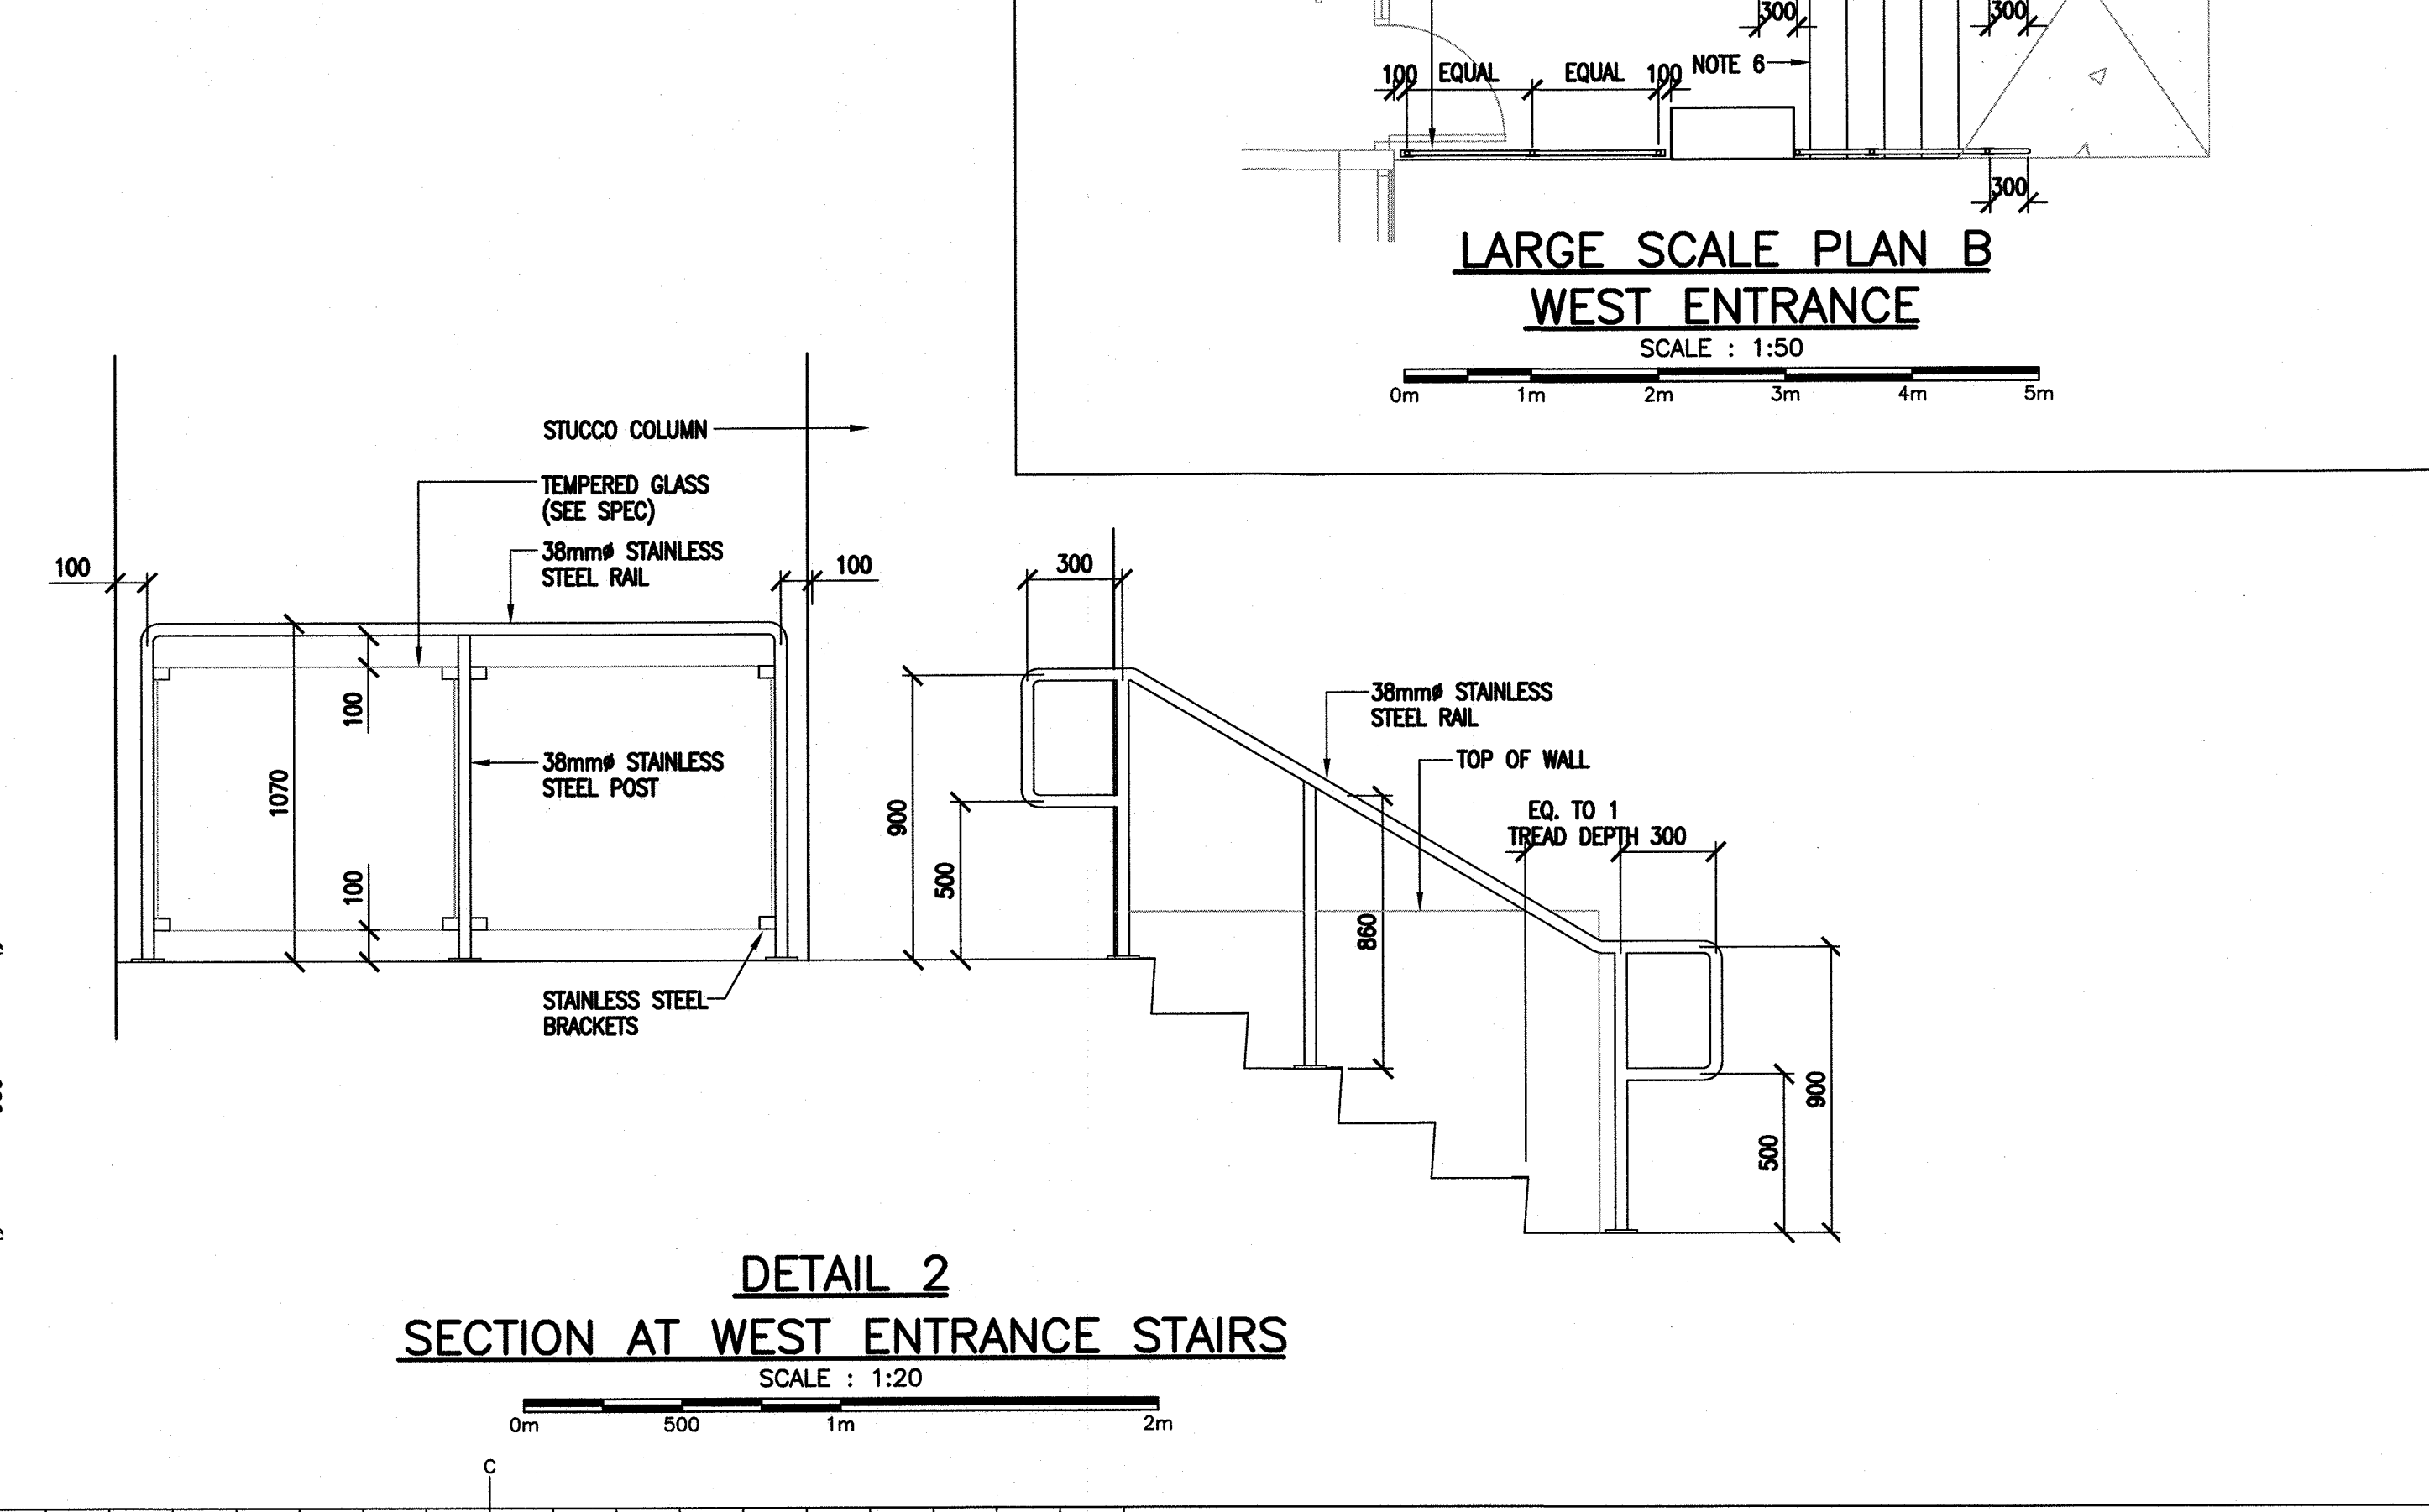 300
300
NOTE 6
100 EQUAL EQUAL 100
300
LARGE SCALE PLAN B
WEST ENTRANCE
SCALE : 1:50
0m 1m 2m 3m 4m 5m
STUCCO COLUMN
TEMPERED GLASS
(SEE SPEC)
38mmø STAINLESS
STEEL RAIL
100
100
100
1070
38mmø STAINLESS
STEEL POST
100
STAINLESS STEEL
BRACKETS
300
900
500
38mmø STAINLESS
STEEL RAIL
TOP OF WALL
EQ. TO 1
TREAD DEPTH 300
860
900
500
DETAIL 2
SECTION AT WEST ENTRANCE STAIRS
SCALE : 1:20
0m 500 1m 2m
C